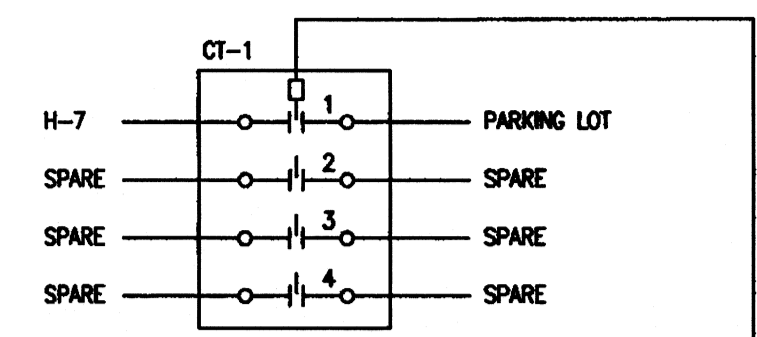 CT-1
H-7 1 PARKING LOT
SPARE 2 SPARE
SPARE 3 SPARE
SPARE 4 SPARE